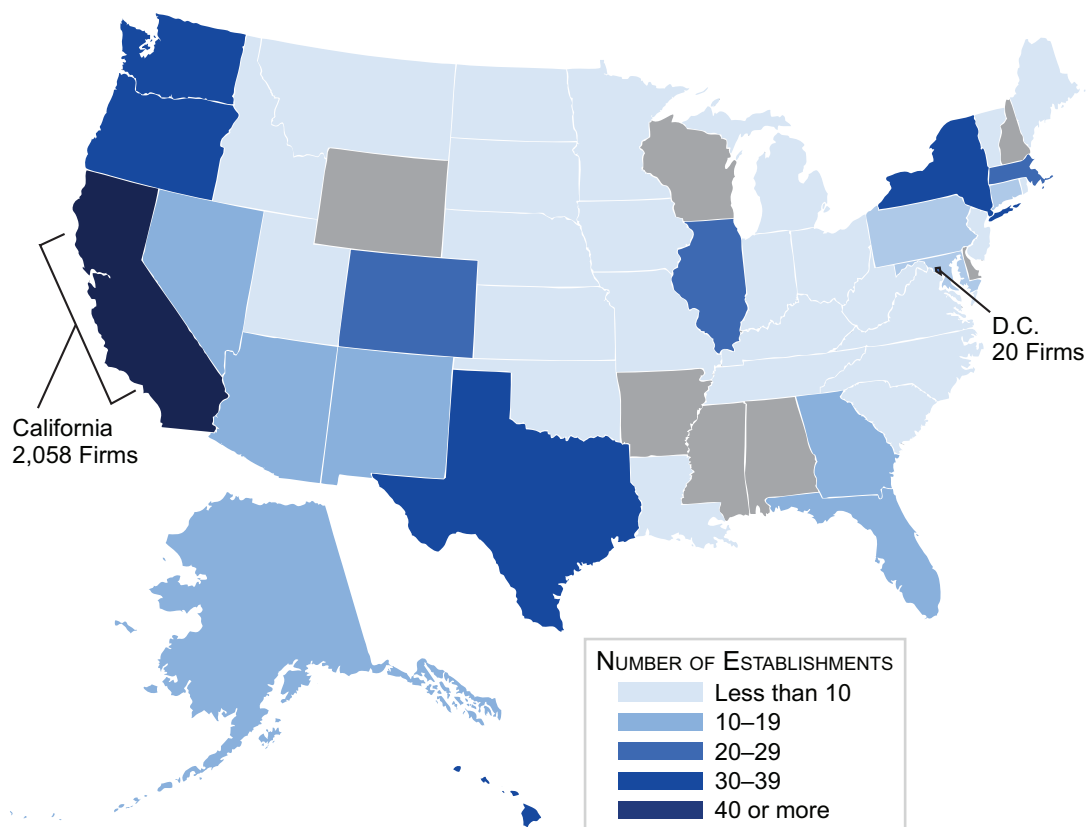 D.C.
20 Firms
California
2,058 Firms
NUMBER OF ESTABLISHMENTS
Less than 10
10–19
20–29
30–39
40 or more